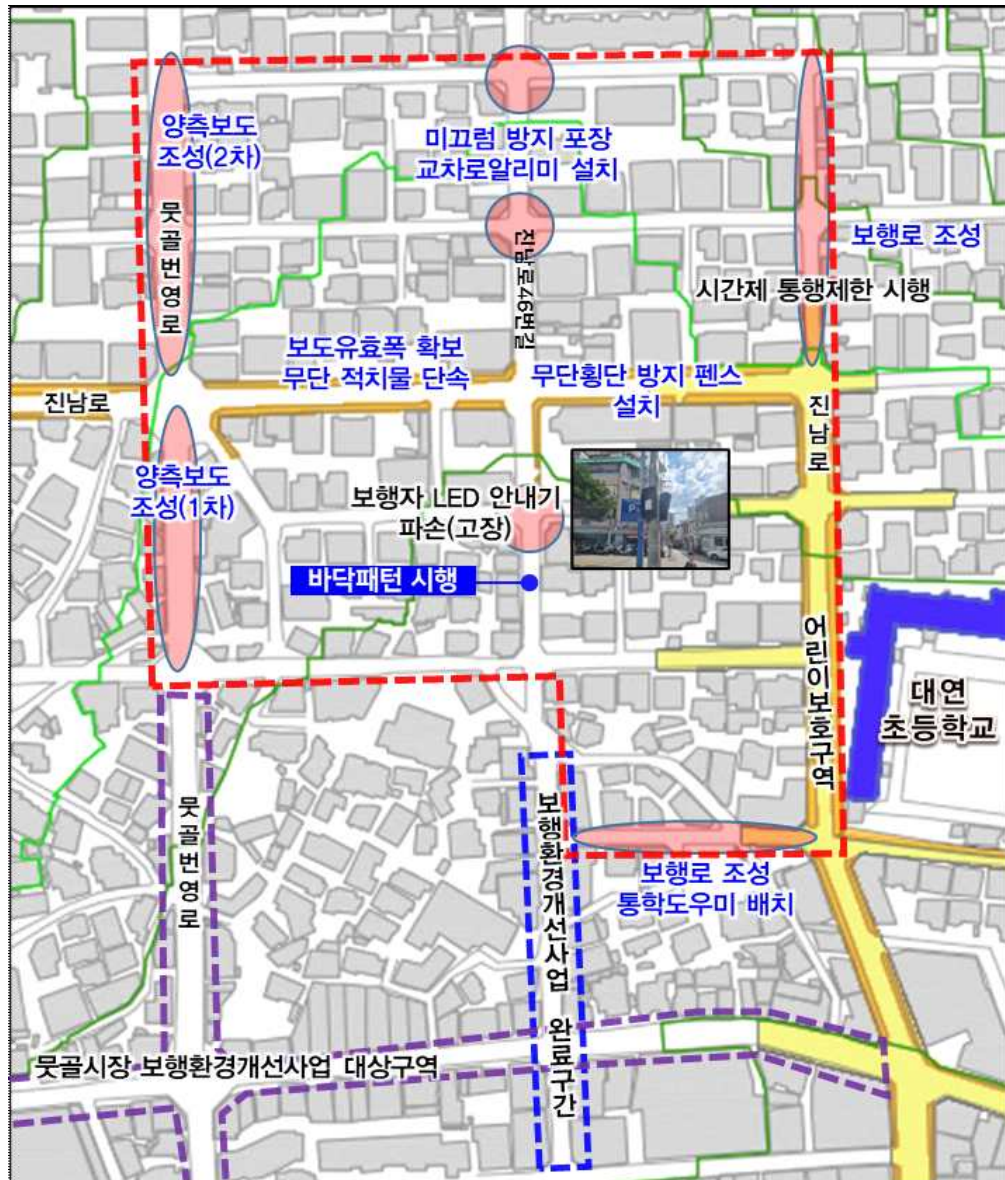 양측보도
조성(2차)
미끄럼 방지 포장
교차로알리미 설치
뭇골번영로
진남로46번길
보행로 조성
시간제 통행제한 시행
보도유효폭 확보
무단 적치물 단속
무단횡단 방지 펜스
설치
진남로
진남로
양측보도
조성(1차)
보행자 LED 안내기
파손(고장)
P
바닥패턴 시행
어린이보호구역
대연
초등학교
뭇골번영로
보행환경개선사업 완료구간
보행로 조성
통학도우미 배치
뭇골시장 보행환경개선사업 대상구역